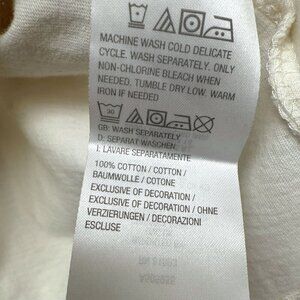 MACHINE WASH COLD DELICATE
CYCLE. WASH SEPARATELY. ONLY
NON-CHLORINE BLEACH WHEN
NEEDED. TUMBLE DRY LOW. WARM
IRON IF NEEDED
30
GB: WASH SEPARATELY
D: SEPARAT WASCHEN
I: LAVARE SEPARATAMENTE
100% COTTON / COTTON /
BAUMWOLLE / COTONE
EXCLUSIVE OF DECORATION /
EXCLUSIVE OF DECORATION / OHNE
VERZIERUNGEN / DECORAZIONI
ESCLUSE